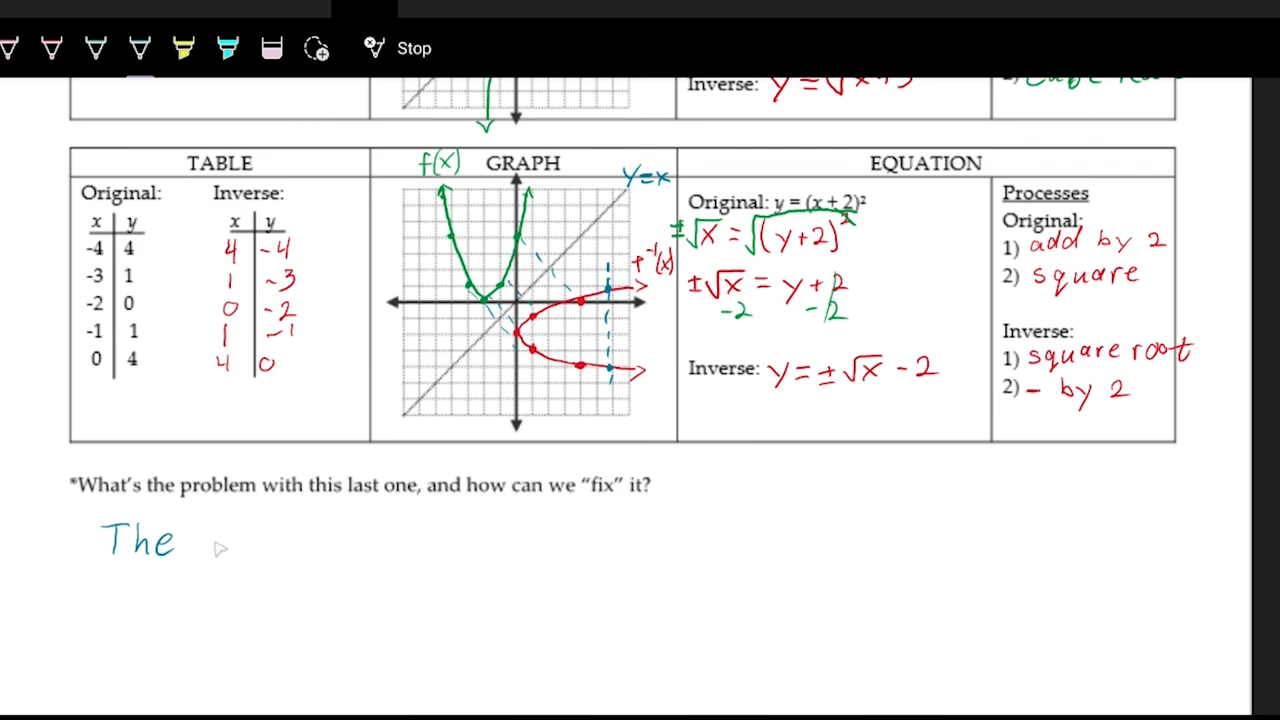 Stop
Inverse: y = √x+3
TABLE GRAPH EQUATION
f(x)
y=x
Original: Inverse:
x y x y
-4 4 4 -4
-3 1 1 -3
-2 0 0 -2
-1 1 1 -1
0 4 4 0
f⁻¹(x)
Original: y = (x + 2)²
±√x = √(y+2)²
±√x = y+2
-2 -2
Inverse: y = ±√x - 2
Processes
Original:
1) add by 2
2) square
Inverse:
1) square root
2) - by 2
*What's the problem with this last one, and how can we "fix" it?
The